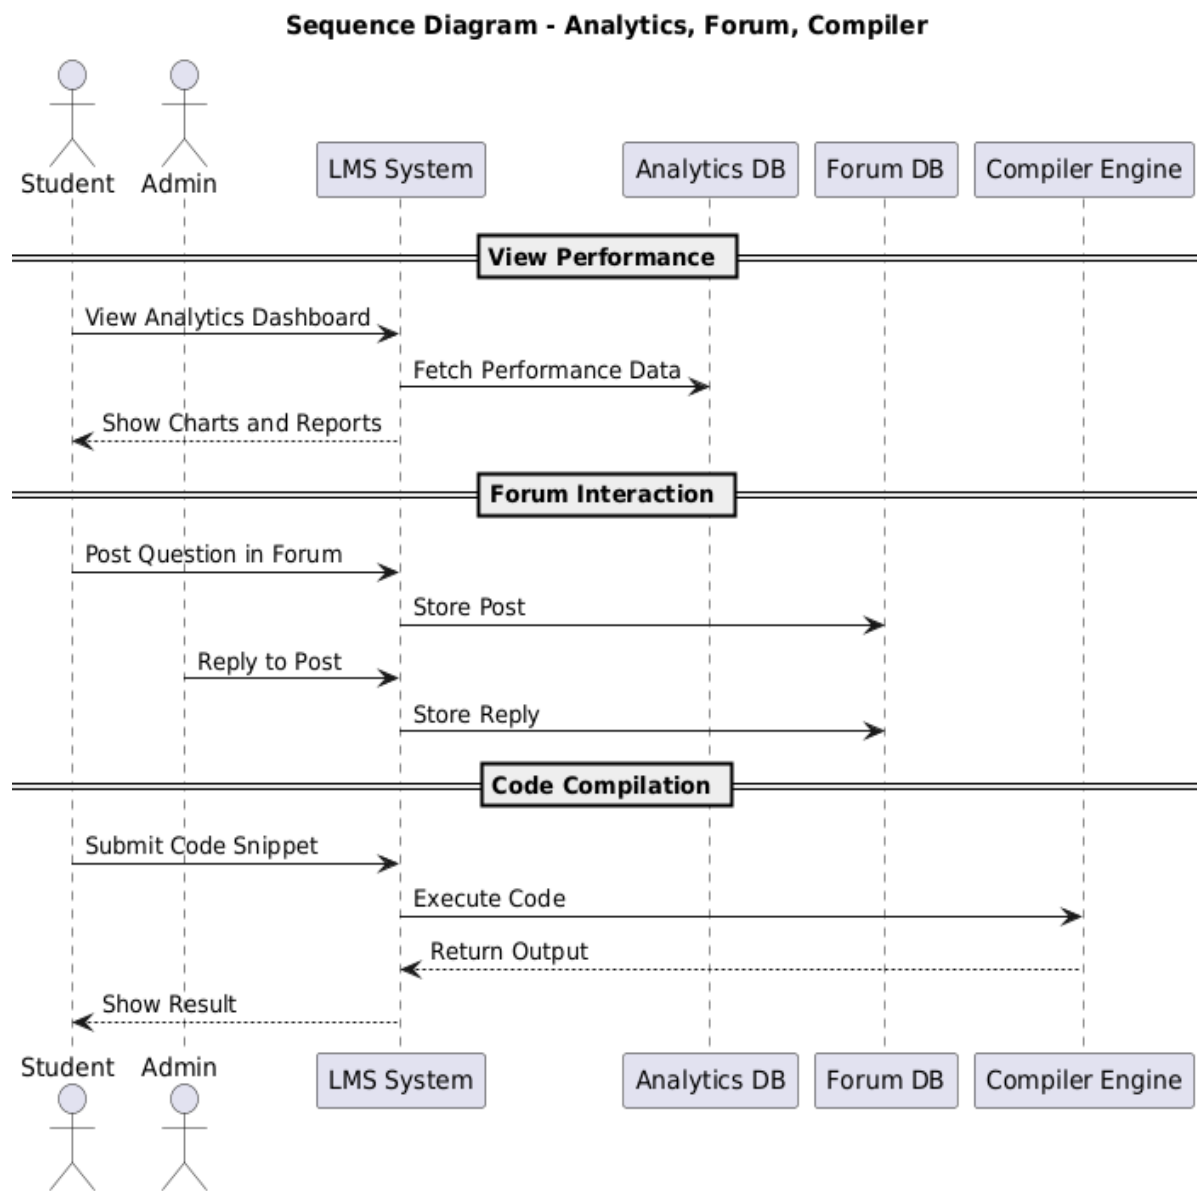 Sequence Diagram - Analytics, Forum, Compiler
Student
Admin
LMS System
Analytics DB
Forum DB
Compiler Engine
View Performance
View Analytics Dashboard
Fetch Performance Data
Show Charts and Reports
Forum Interaction
Post Question in Forum
Store Post
Reply to Post
Store Reply
Code Compilation
Submit Code Snippet
Execute Code
Return Output
Show Result
Student
Admin
LMS System
Analytics DB
Forum DB
Compiler Engine